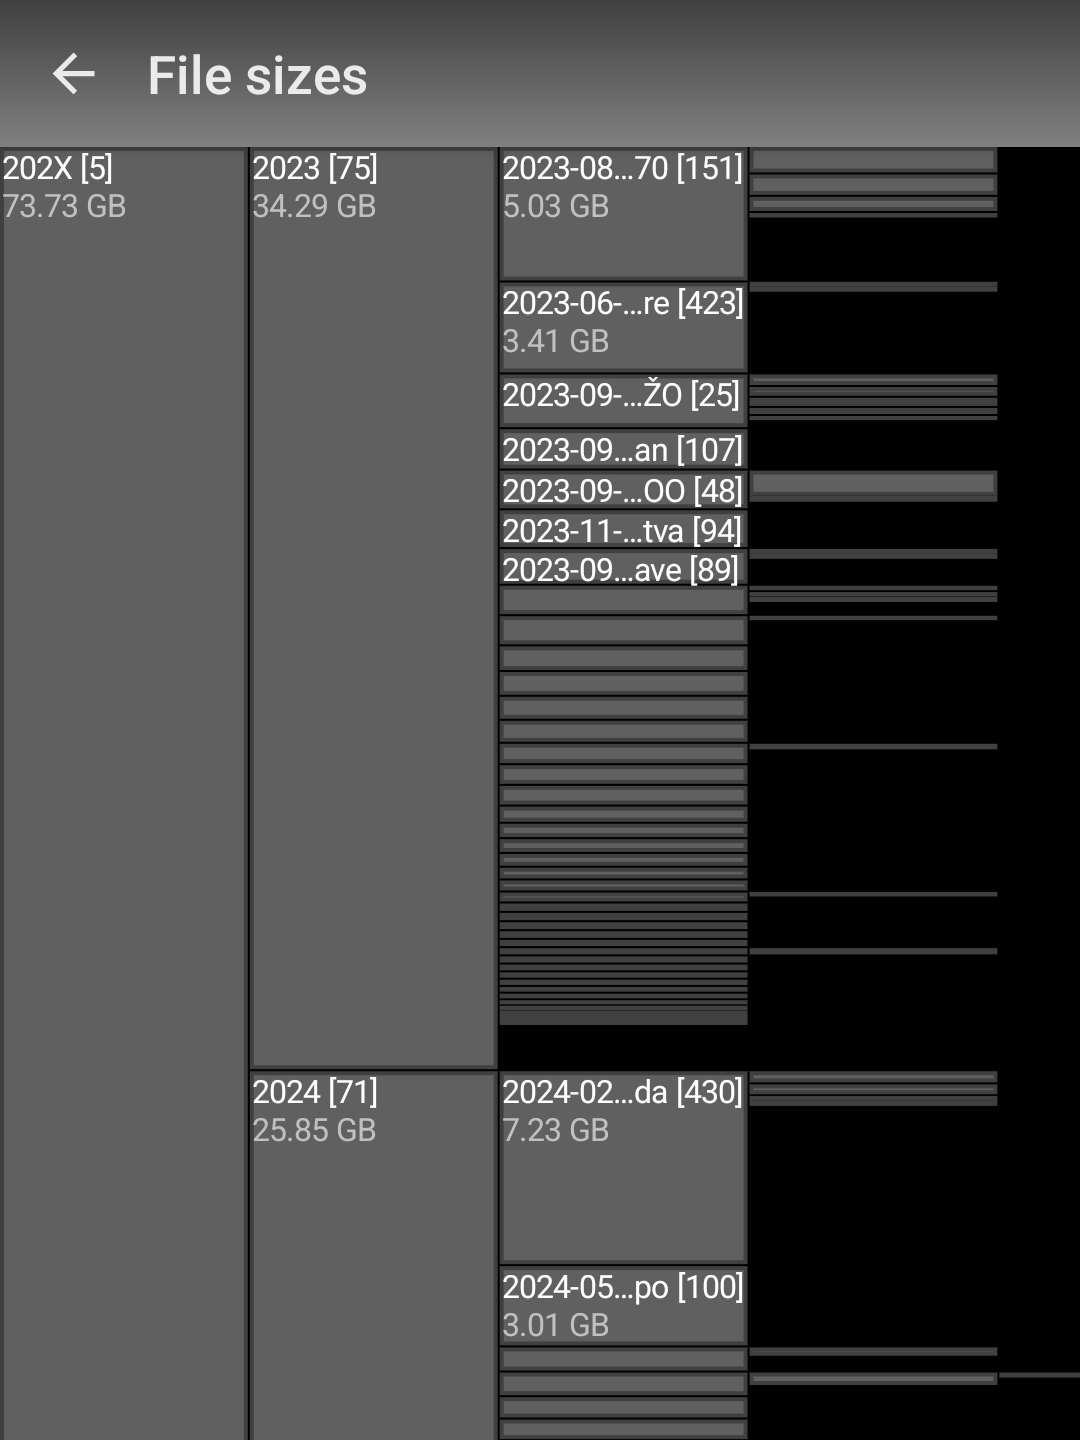 File sizes
202X [5]
73.73 GB
2023 [75]
34.29 GB
2023-08...70 [151]
5.03 GB
2023-06-...re [423]
3.41 GB
2023-09-...ŽO [25]
2023-09...an [107]
2023-09-...OO [48]
2023-11-...tva [94]
2023-09...ave [89]
2024 [71]
25.85 GB
2024-02...da [430]
7.23 GB
2024-05...po [100]
3.01 GB